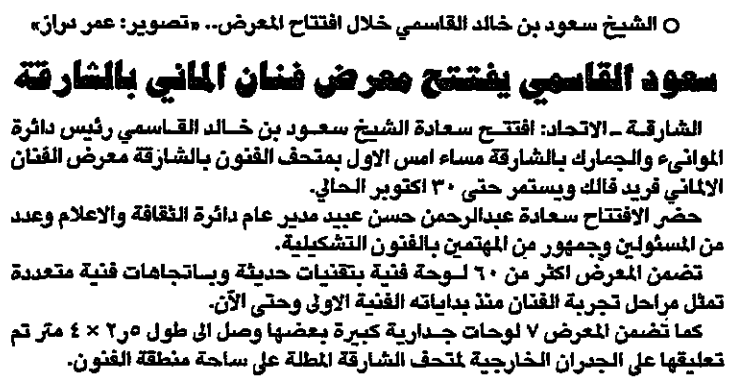 ○ الشيخ سعود بن خالد القاسمي خلال افتتاح المعرض.. «تصوير: عمر دراز»
سعود القاسمي يفتتح معرض فنان الماني بالشارقة
الشارقة ـ الاتحاد: افتتح سعادة الشيخ سعود بن خالد القاسمي رئيس دائرة
الموانىء والجمارك بالشارقة مساء امس الاول بمتحف الفنون بالشارقة معرض الفنان
الالماني فريد فالك ويستمر حتى ٣٠ اكتوبر الحالي.
حضر الافتتاح سعادة عبدالرحمن حسن عبيد مدير عام دائرة الثقافة والاعلام وعدد
من المسئولين وجمهور من المهتمين بالفنون التشكيلية.
تضمن المعرض اكثر من ٦٠ لوحة فنية بتقنيات حديثة وباتجاهات فنية متعددة
تمثل مراحل تجربة الفنان منذ بداياته الفنية الاولى وحتى الآن.
كما تضمن المعرض ٧ لوحات جدارية كبيرة بعضها وصل الى طول ٥ر٢ × ٤ متر تم
تعليقها على الجدران الخارجية لمتحف الشارقة المطلة على ساحة منطقة الفنون.